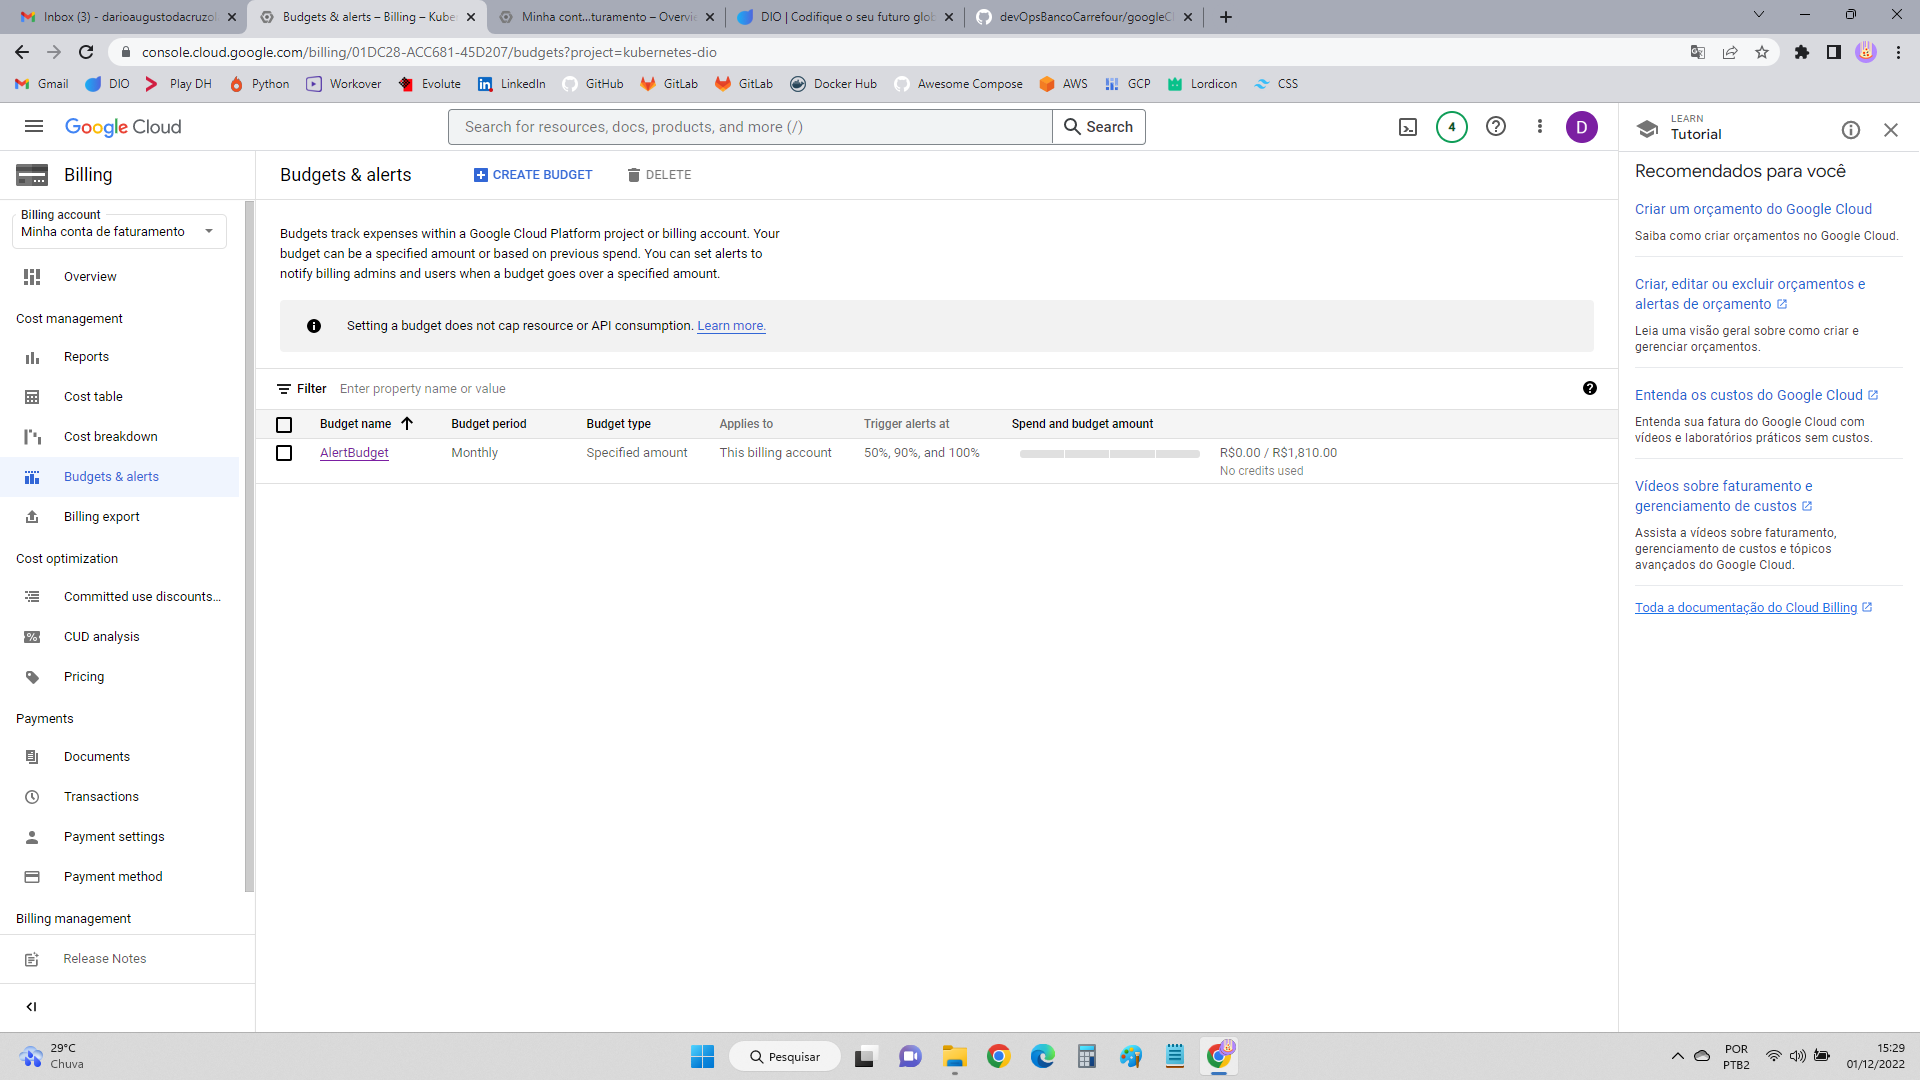 Inbox (3) - darioaugustodacruzol
Budgets & alerts – Billing – Kube
Minha cont...turamento – Overvie
DIO | Codifique o seu futuro glob
devOpsBancoCarrefour/googleCl
console.cloud.google.com/billing/01DC28-ACC681-45D207/budgets?project=kubernetes-dio
Gmail
DIO
Play DH
Python
Workover
Evolute
LinkedIn
GitHub
GitLab
GitLab
Docker Hub
Awesome Compose
AWS
GCP
Lordicon
CSS
Google Cloud
Search for resources, docs, products, and more (/)
Search
4
D
LEARN
Tutorial
Billing
Billing account
Minha conta de faturamento
Overview
Cost management
Reports
Cost table
Cost breakdown
Budgets & alerts
Billing export
Cost optimization
Committed use discounts...
CUD analysis
Pricing
Payments
Documents
Transactions
Payment settings
Payment method
Billing management
Release Notes
Budgets & alerts
CREATE BUDGET
DELETE
Budgets track expenses within a Google Cloud Platform project or billing account. Your
budget can be a specified amount or based on previous spend. You can set alerts to
notify billing admins and users when a budget goes over a specified amount.
Setting a budget does not cap resource or API consumption. Learn more.
Filter
Enter property name or value
Budget name
Budget period
Budget type
Applies to
Trigger alerts at
Spend and budget amount
AlertBudget
Monthly
Specified amount
This billing account
50%, 90%, and 100%
R$0.00 / R$1,810.00
No credits used
Recomendados para você
Criar um orçamento do Google Cloud
Saiba como criar orçamentos no Google Cloud.
Criar, editar ou excluir orçamentos e
alertas de orçamento
Leia uma visão geral sobre como criar e
gerenciar orçamentos.
Entenda os custos do Google Cloud
Entenda sua fatura do Google Cloud com
vídeos e laboratórios práticos sem custos.
Vídeos sobre faturamento e
gerenciamento de custos
Assista a vídeos sobre faturamento,
gerenciamento de custos e tópicos
avançados do Google Cloud.
Toda a documentação do Cloud Billing
29°C
Chuva
Pesquisar
POR
PTB2
15:29
01/12/2022